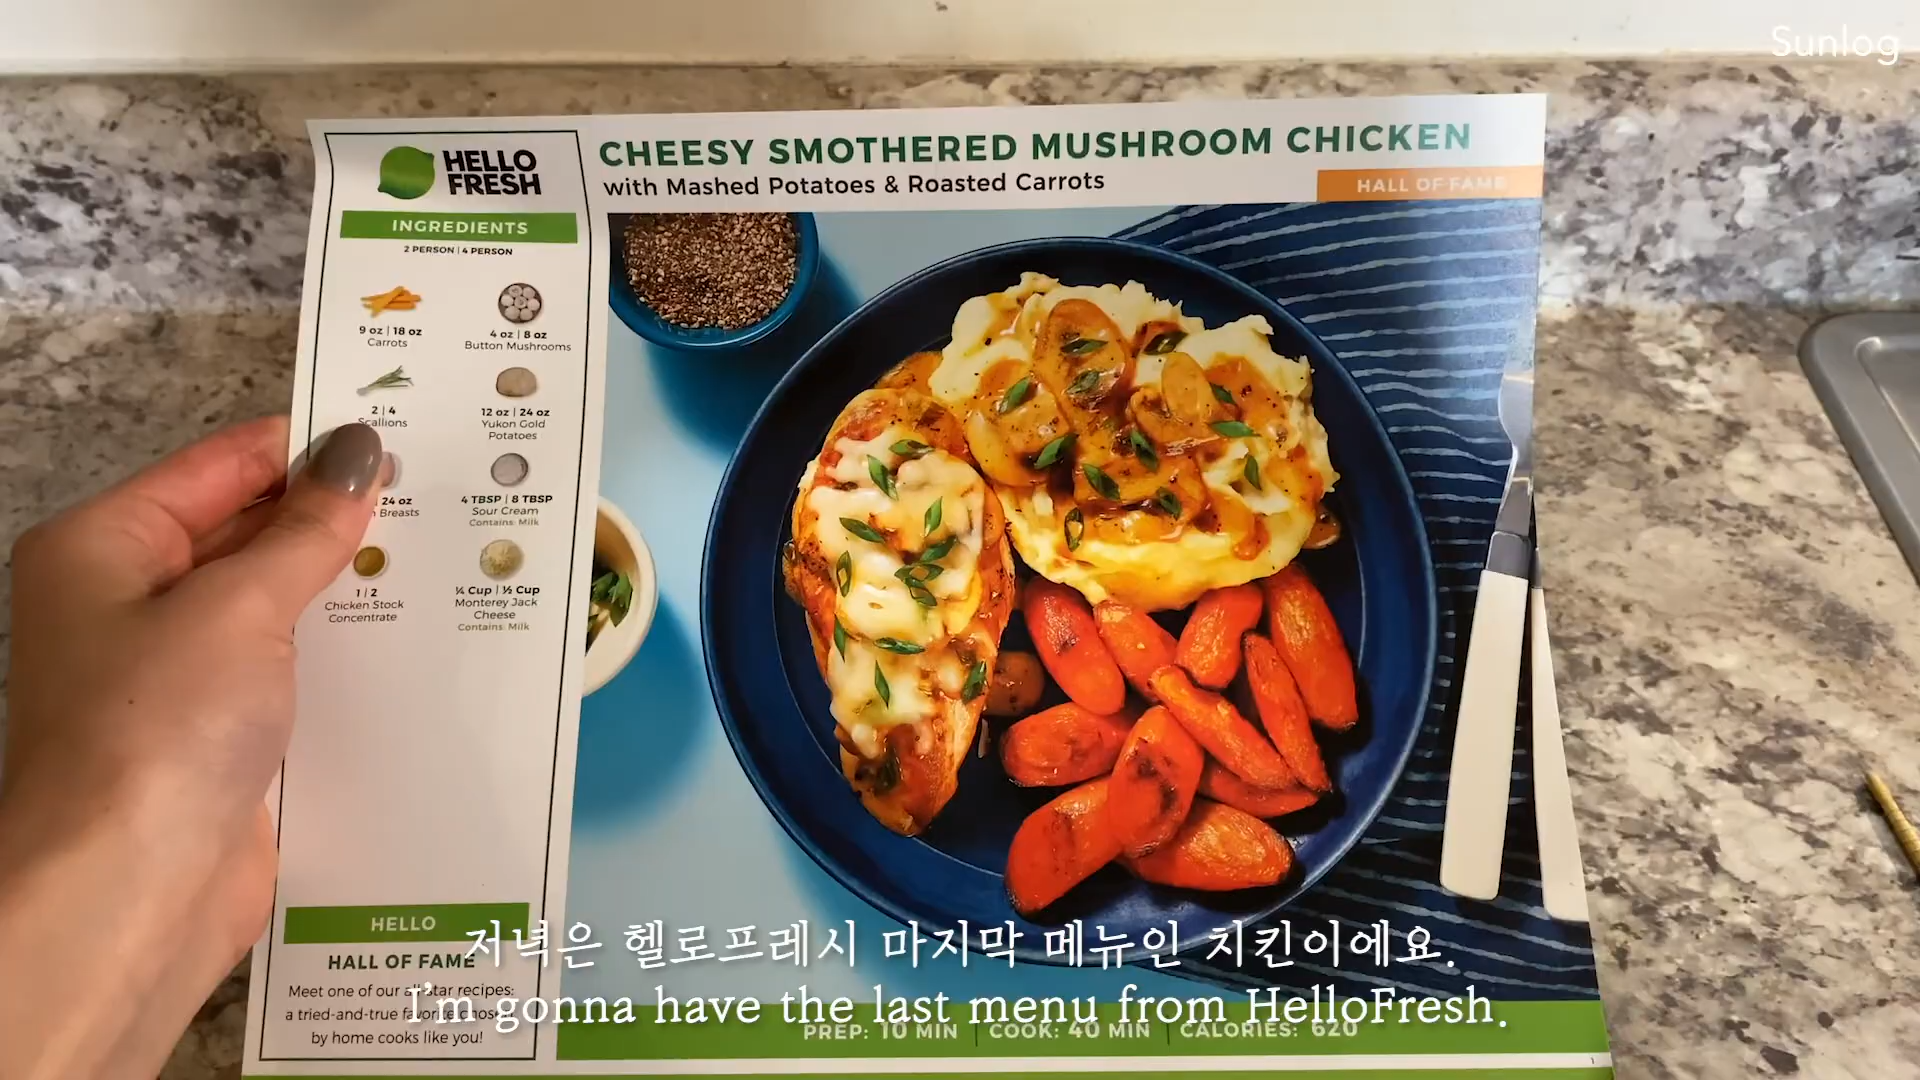 Sunlog
HELLO
FRESH
CHEESY SMOTHERED MUSHROOM CHICKEN
with Mashed Potatoes & Roasted Carrots
HALL OF FAME
INGREDIENTS
2 PERSON | 4 PERSON
9 oz | 18 oz
Carrots
4 oz | 8 oz
Button Mushrooms
2 | 4
Scallions
12 oz | 24 oz
Yukon Gold
Potatoes
24 oz
Breasts
4 TBSP | 8 TBSP
Sour Cream
Contains: Milk
1 | 2
Chicken Stock
Concentrate
¼ Cup | ½ Cup
Monterey Jack
Cheese
Contains: Milk
HELLO
HALL OF FAME
Meet one of our all-star recipes:
a tried-and-true favorite chosen
by home cooks like you!
저녁은 헬로프레시 마지막 메뉴인 치킨이에요.
I'm gonna have the last menu from HelloFresh.
PREP: 10 MIN | COOK: 40 MIN | CALORIES: 620
1